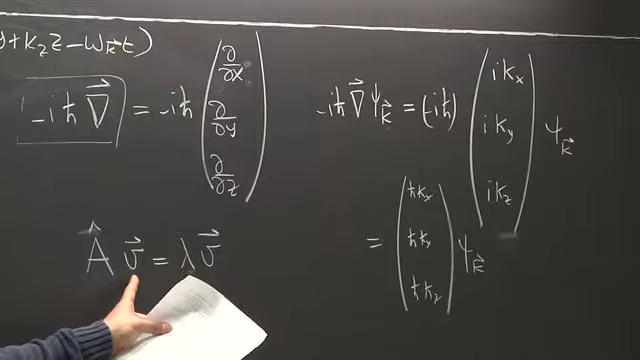 y+k_z z - ω_k⃗ t)
-iħ ∇⃗ = -iħ (∂/∂x
∂/∂y
∂/∂z)
-iħ ∇⃗ ψ_k⃗ = (-iħ) (ik_x
ik_y
ik_z) ψ_k⃗
= (ħk_x
ħk_y
ħk_z) ψ_k⃗
Â v⃗ = λ v⃗